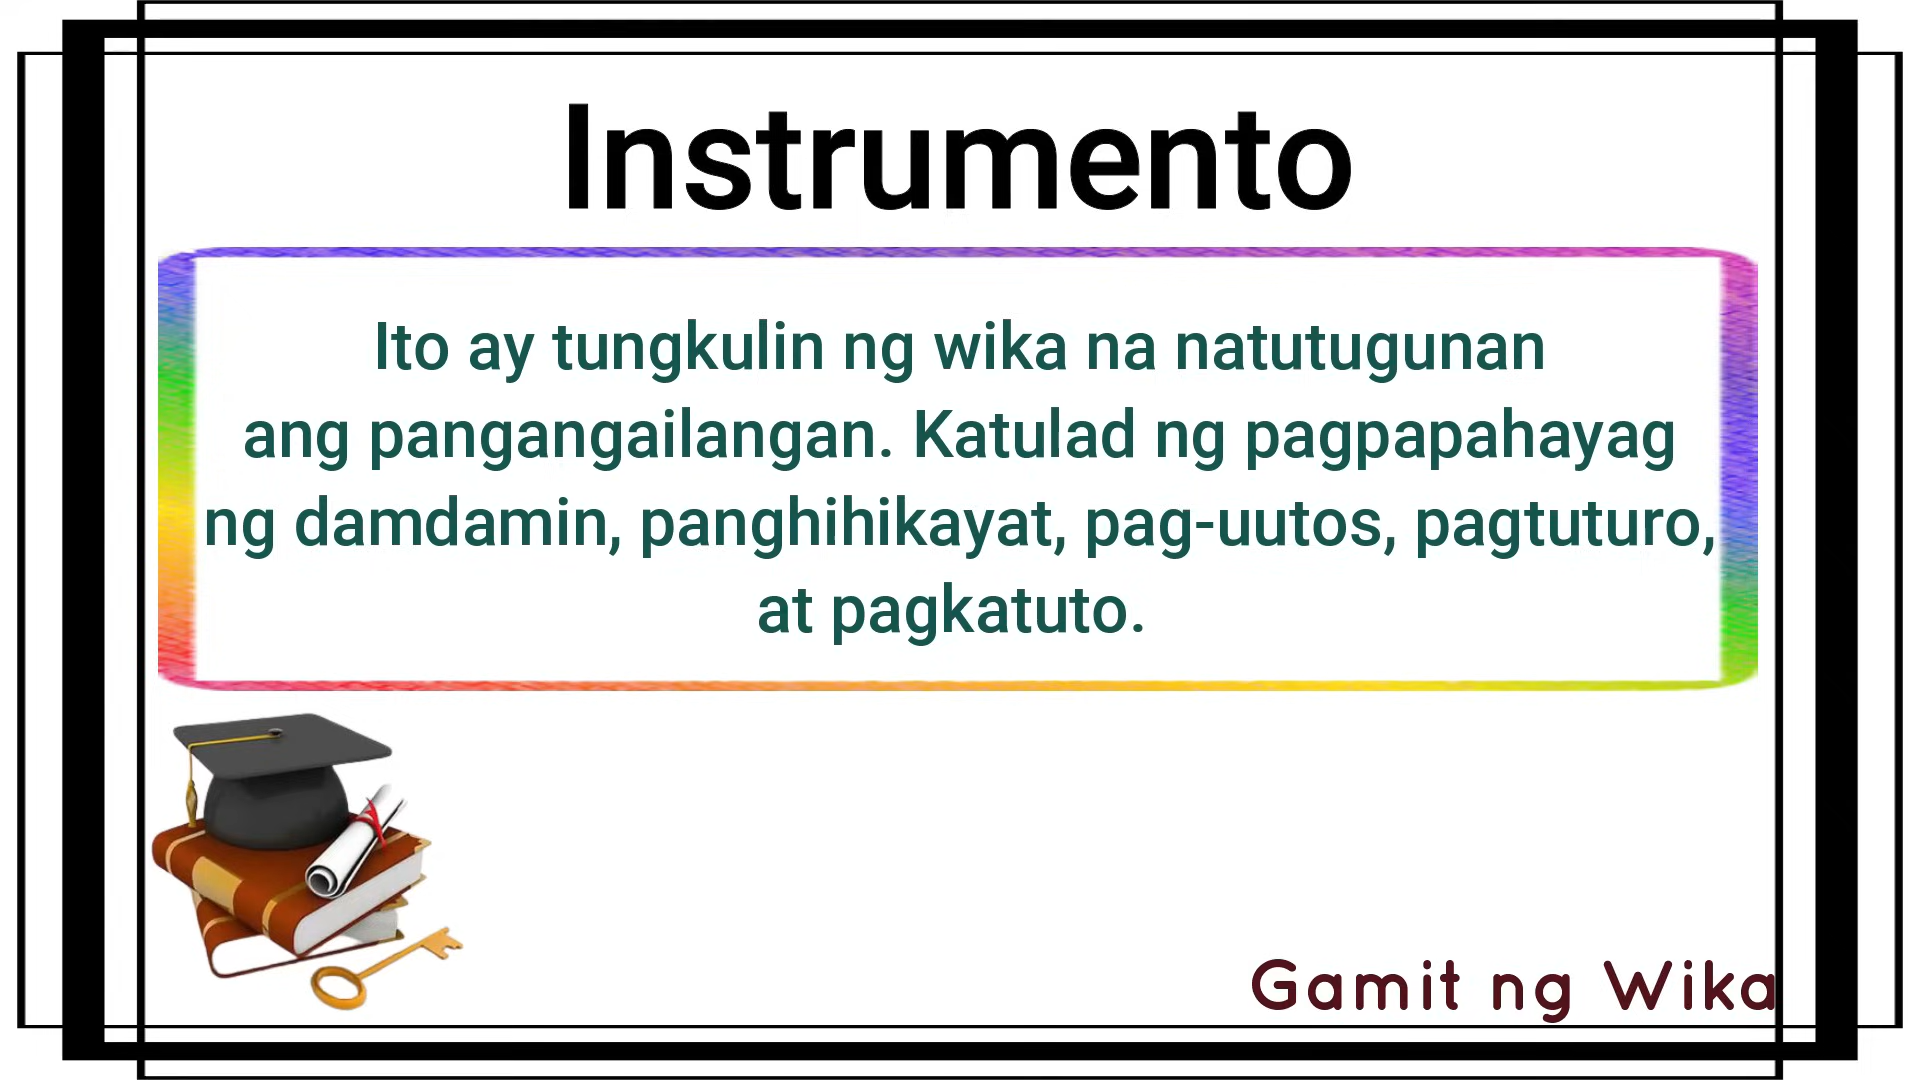 Instrumento
Ito ay tungkulin ng wika na natutugunan
ang pangangailangan. Katulad ng pagpapahayag
ng damdamin, panghihikayat, pag-uutos, pagtuturo,
at pagkatuto.
Gamit ng Wika